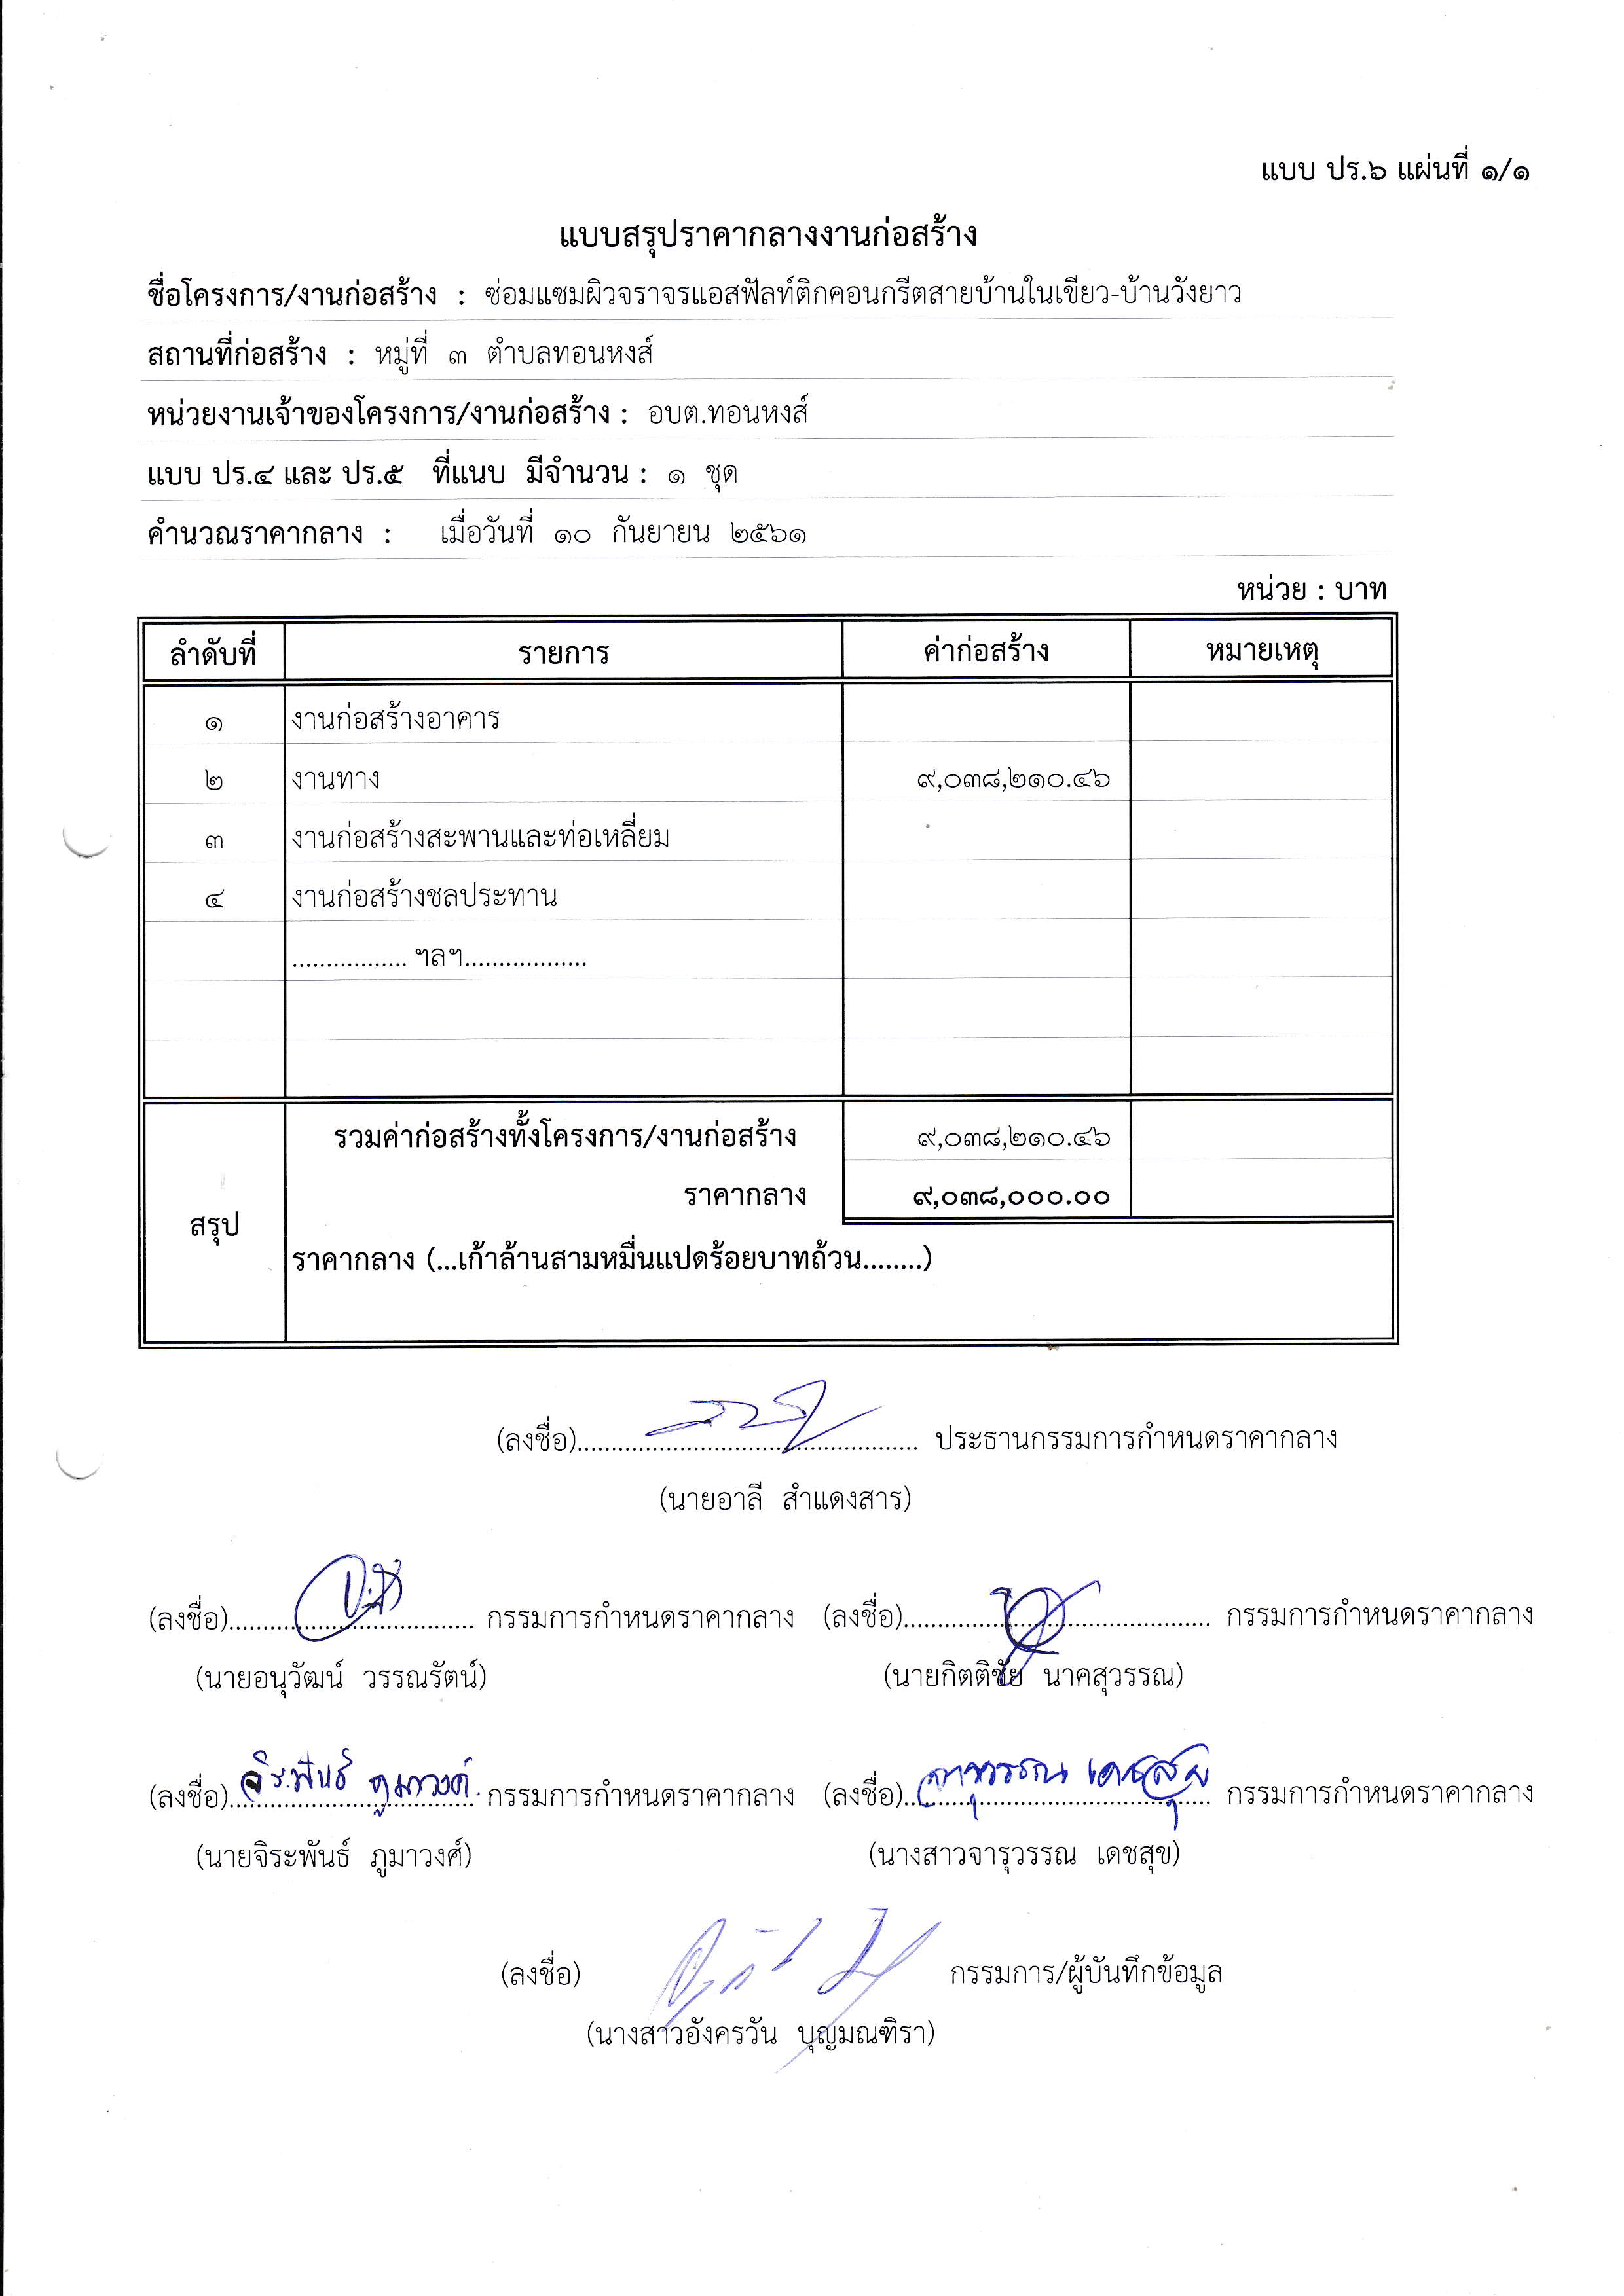 แบบ ปร.๖ แผ่นที่ ๑/๑
แบบสรุปราคากลางงานก่อสร้าง
ชื่อโครงการ/งานก่อสร้าง : ซ่อมแซมผิวจราจรแอสฟัลท์ติกคอนกรีตสายบ้านในเขียว-บ้านวังยาว
สถานที่ก่อสร้าง : หมู่ที่ ๓ ตำบลทอนหงส์
หน่วยงานเจ้าของโครงการ/งานก่อสร้าง : อบต.ทอนหงส์
แบบ ปร.๔ และ ปร.๕ ที่แนบ มีจำนวน : ๑ ชุด
คำนวณราคากลาง : เมื่อวันที่ ๑๐ กันยายน ๒๕๖๑
หน่วย : บาท
ลำดับที่ รายการ ค่าก่อสร้าง หมายเหตุ
๑ งานก่อสร้างอาคาร
๒ งานทาง ๙,๐๓๘,๒๑๐.๔๖
๓ งานก่อสร้างสะพานและท่อเหลี่ยม
๔ งานก่อสร้างชลประทาน
................. ฯลฯ..................
รวมค่าก่อสร้างทั้งโครงการ/งานก่อสร้าง ๙,๐๓๘,๒๑๐.๔๖
ราคากลาง ๙,๐๓๘,๐๐๐.๐๐
สรุป
ราคากลาง (...เก้าล้านสามหมื่นแปดร้อยบาทถ้วน........)
(ลงชื่อ).................................................. ประธานกรรมการกำหนดราคากลาง
(นายอาลี สำแดงสาร)
(ลงชื่อ).................................... กรรมการกำหนดราคากลาง (ลงชื่อ)............................................. กรรมการกำหนดราคากลาง
(นายอนุวัฒน์ วรรณรัตน์) (นายกิตติชัย นาคสุวรรณ)
(ลงชื่อ) จิระพันธ์ ภูมาวงศ์ กรรมการกำหนดราคากลาง (ลงชื่อ) จารุวรรณ เดชสุข กรรมการกำหนดราคากลาง
(นายจิระพันธ์ ภูมาวงศ์) (นางสาวจารุวรรณ เดชสุข)
(ลงชื่อ) กรรมการ/ผู้บันทึกข้อมูล
(นางสาวอังครวัน บุญมณฑิรา)